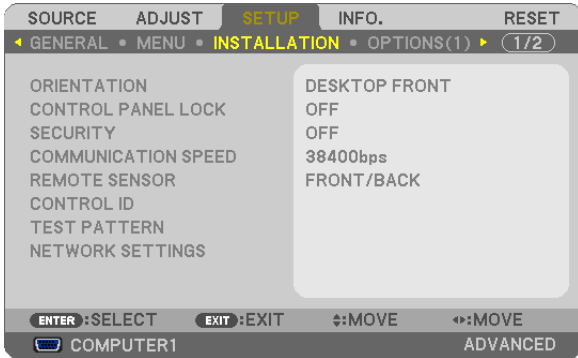 SOURCE ADJUST SETUP INFO. RESET
GENERAL • MENU • INSTALLATION • OPTIONS(1) 1/2
ORIENTATION DESKTOP FRONT
CONTROL PANEL LOCK OFF
SECURITY OFF
COMMUNICATION SPEED 38400bps
REMOTE SENSOR FRONT/BACK
CONTROL ID
TEST PATTERN
NETWORK SETTINGS
ENTER :SELECT EXIT :EXIT :MOVE :MOVE
COMPUTER1 ADVANCED